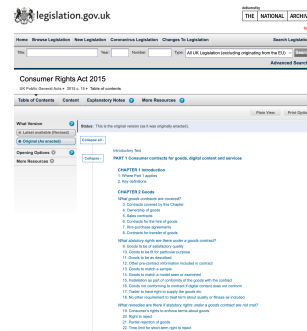 legislation.gov.uk
delivered by
THE NATIONAL ARCHIV
Home Browse Legislation New Legislation Coronavirus Legislation Changes To Legislation Search Legislatio
Title: Year: Number: Type: All UK Legislation (excluding originating from the EU) Sear
Advanced Search
Consumer Rights Act 2015
UK Public General Acts 2015 c. 15 Table of contents
Table of Contents Content Explanatory Notes More Resources
Plain View Print Optio
What Version
Latest available (Revised)
Original (As enacted)
Opening Options
More Resources
Status: This is the original version (as it was originally enacted).
Collapse all -
Introductory Text
Collapse -
PART 1 Consumer contracts for goods, digital content and services
CHAPTER 1 Introduction
1. Where Part 1 applies
2. Key definitions
CHAPTER 2 Goods
What goods contracts are covered?
3. Contracts covered by this Chapter
4. Ownership of goods
5. Sales contracts
6. Contracts for the hire of goods
7. Hire-purchase agreements
8. Contracts for transfer of goods
What statutory rights are there under a goods contract?
9. Goods to be of satisfactory quality
10. Goods to be fit for particular purpose
11. Goods to be as described
12. Other pre-contract information included in contract
13. Goods to match a sample
14. Goods to match a model seen or examined
15. Installation as part of conformity of the goods with the contract
16. Goods not conforming to contract if digital content does not conform
17. Trader to have right to supply the goods etc
18. No other requirement to treat term about quality or fitness as included
What remedies are there if statutory rights under a goods contract are not met?
19. Consumer's rights to enforce terms about goods
20. Right to reject
21. Partial rejection of goods
22. Time limit for short-term right to reject